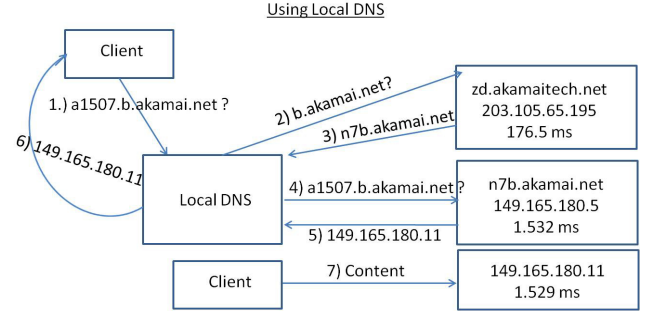 Using Local DNS
Client
1.) a1507.b.akamai.net ?
2) b.akamai.net?
3) n7b.akamai.net
zd.akamaitech.net
203.105.65.195
176.5 ms
6) 149.165.180.11
Local DNS
4) a1507.b.akamai.net ?
5) 149.165.180.11
n7b.akamai.net
149.165.180.5
1.532 ms
Client
7) Content
149.165.180.11
1.529 ms